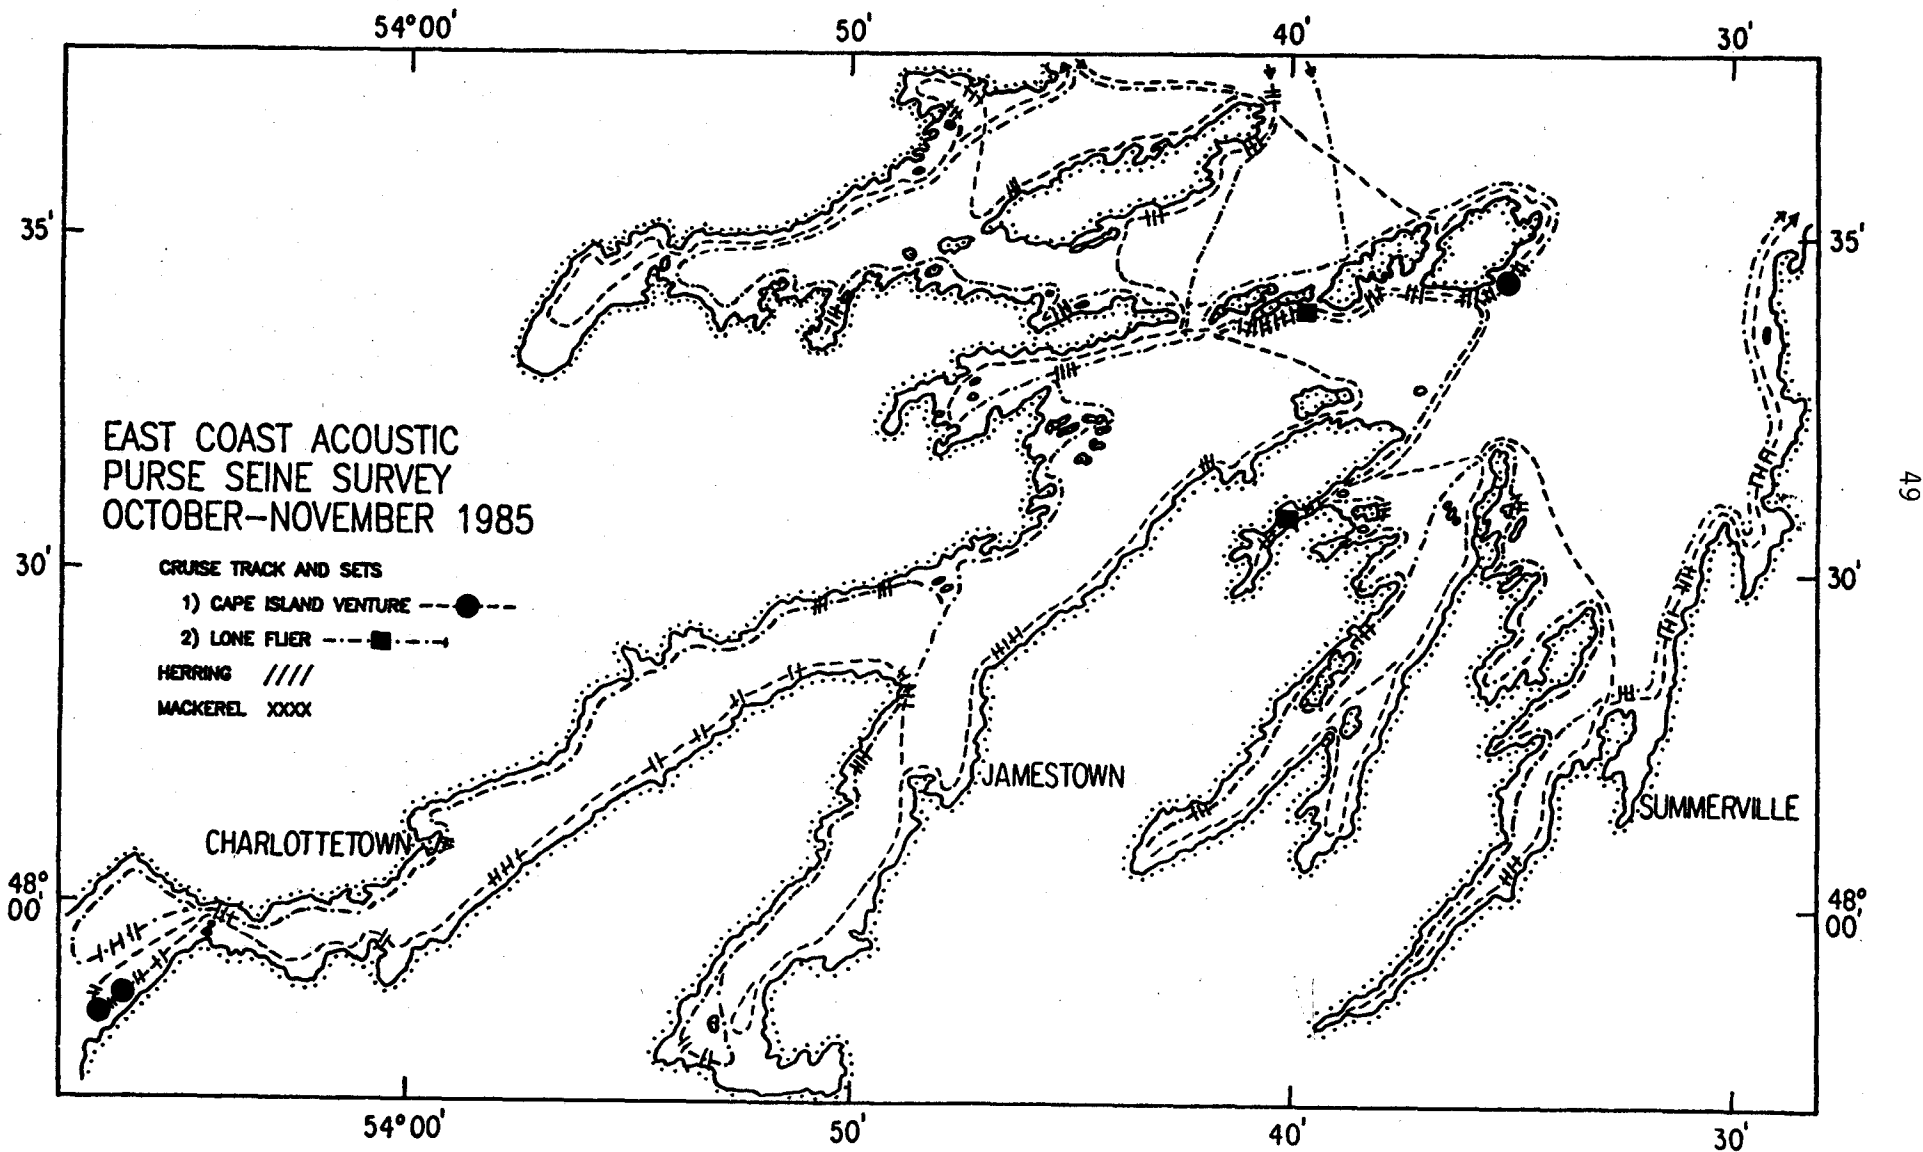 54°00' 50' 40' 30'
35' 35'
EAST COAST ACOUSTIC
PURSE SEINE SURVEY
OCTOBER-NOVEMBER 1985
49
30' 30'
CRUISE TRACK AND SETS
1) CAPE ISLAND VENTURE
2) LONE FLIER
HERRING ////
MACKEREL XXXX
JAMESTOWN
SUMMERVILLE
CHARLOTTETOWN
48° 48°
00' 00'
54°00' 50' 40' 30'